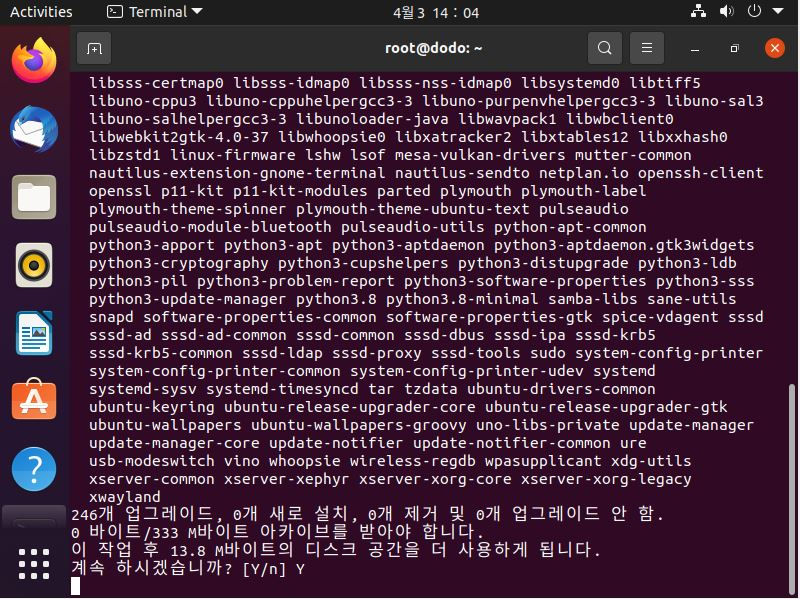 Activities
Terminal
4월 3 14 : 04
root@dodo: ~
libsss-certmap0 libsss-idmap0 libsss-nss-idmap0 libsystemd0 libtiff5
libuno-cppu3 libuno-cppuhelpergcc3-3 libuno-purpenvhelpergcc3-3 libuno-sal3
libuno-salhelpergcc3-3 libunoloader-java libwavpack1 libwbclient0
libwebkit2gtk-4.0-37 libwhoopsie0 libxatracker2 libxtables12 libxxhash0
libzstd1 linux-firmware lshw lsof mesa-vulkan-drivers mutter-common
nautilus-extension-gnome-terminal nautilus-sendto netplan.io openssh-client
openssl p11-kit p11-kit-modules parted plymouth plymouth-label
plymouth-theme-spinner plymouth-theme-ubuntu-text pulseaudio
pulseaudio-module-bluetooth pulseaudio-utils python-apt-common
python3-apport python3-apt python3-aptdaemon python3-aptdaemon.gtk3widgets
python3-cryptography python3-cupshelpers python3-distupgrade python3-ldb
python3-pil python3-problem-report python3-software-properties python3-sss
python3-update-manager python3.8 python3.8-minimal samba-libs sane-utils
snapd software-properties-common software-properties-gtk spice-vdagent sssd
sssd-ad sssd-ad-common sssd-common sssd-dbus sssd-ipa sssd-krb5
sssd-krb5-common sssd-ldap sssd-proxy sssd-tools sudo system-config-printer
system-config-printer-common system-config-printer-udev systemd
systemd-sysv systemd-timesyncd tar tzdata ubuntu-drivers-common
ubuntu-keyring ubuntu-release-upgrader-core ubuntu-release-upgrader-gtk
ubuntu-wallpapers ubuntu-wallpapers-groovy uno-libs-private update-manager
update-manager-core update-notifier update-notifier-common ure
usb-modeswitch vino whoopsie wireless-regdb wpasupplicant xdg-utils
xserver-common xserver-xephyr xserver-xorg-core xserver-xorg-legacy
xwayland
246개 업그레이드, 0개 새로 설치, 0개 제거 및 0개 업그레이드 안 함.
0 바이트/333 M바이트 아카이브를 받아야 합니다.
이 작업 후 13.8 M바이트의 디스크 공간을 더 사용하게 됩니다.
계속 하시겠습니까? [Y/n] Y